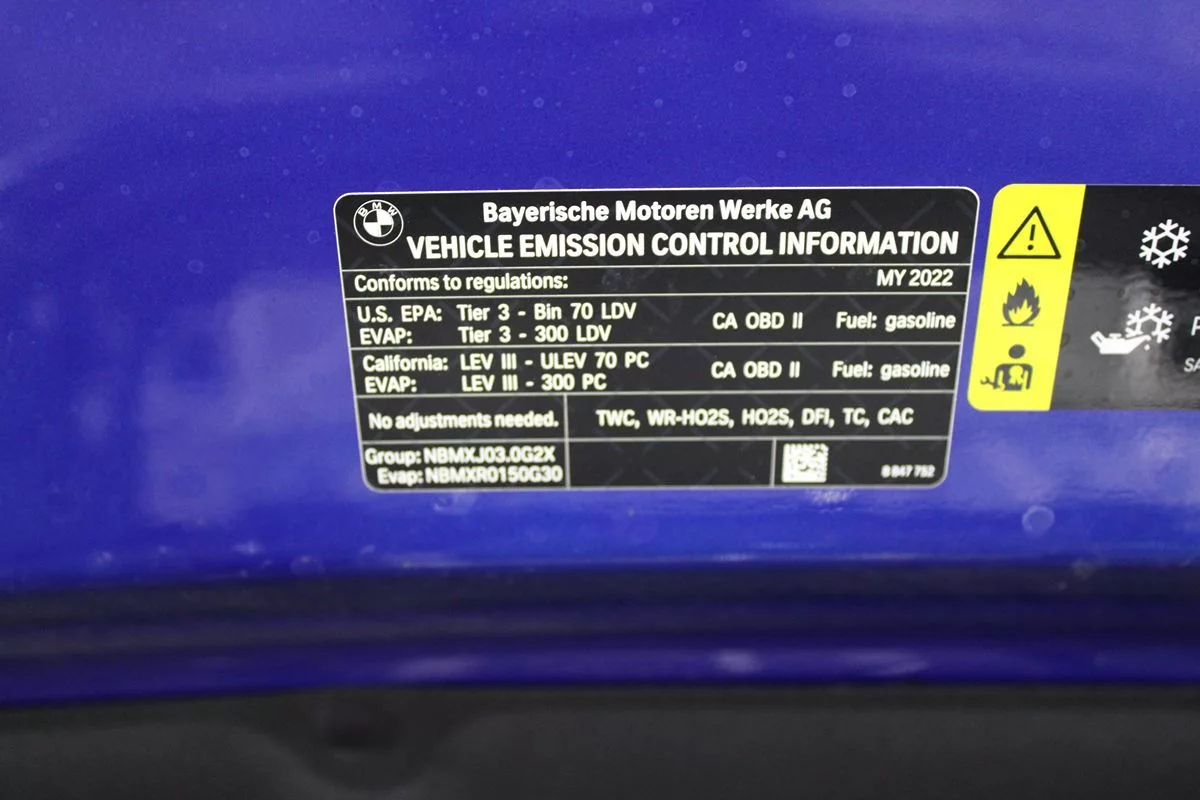 BMW
Bayerische Motoren Werke AG
VEHICLE EMISSION CONTROL INFORMATION
Conforms to regulations: MY 2022
U.S. EPA: Tier 3 - Bin 70 LDV CA OBD II Fuel: gasoline
EVAP: Tier 3 - 300 LDV
California: LEV III - ULEV 70 PC CA OBD II Fuel: gasoline
EVAP: LEV III - 300 PC
No adjustments needed. TWC, WR-HO2S, HO2S, DFI, TC, CAC
Group: NBMXJ03.0G2X
Evap: NBMXR0150G30
8 847 752
SA